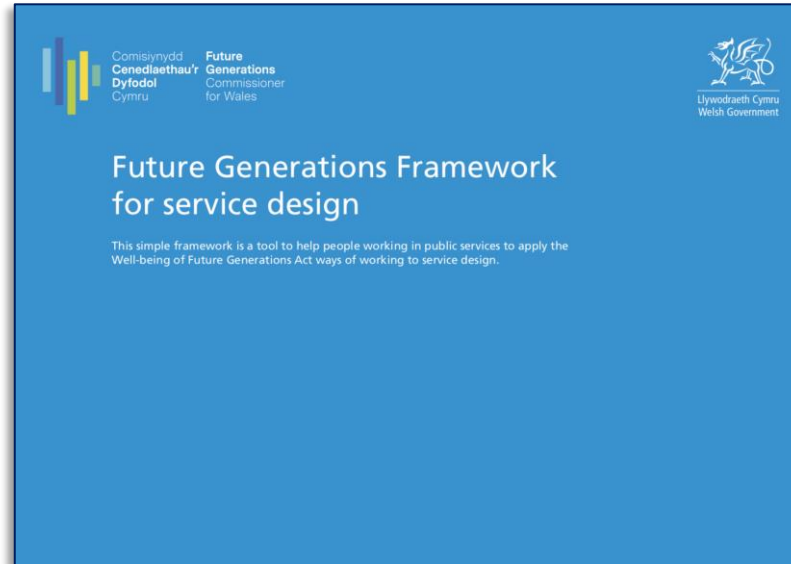 Comisiynydd
Cenedlaethau'r
Dyfodol
Cymru
Future
Generations
Commissioner
for Wales
Llywodraeth Cymru
Welsh Government
Future Generations Framework
for service design
This simple framework is a tool to help people working in public services to apply the
Well-being of Future Generations Act ways of working to service design.